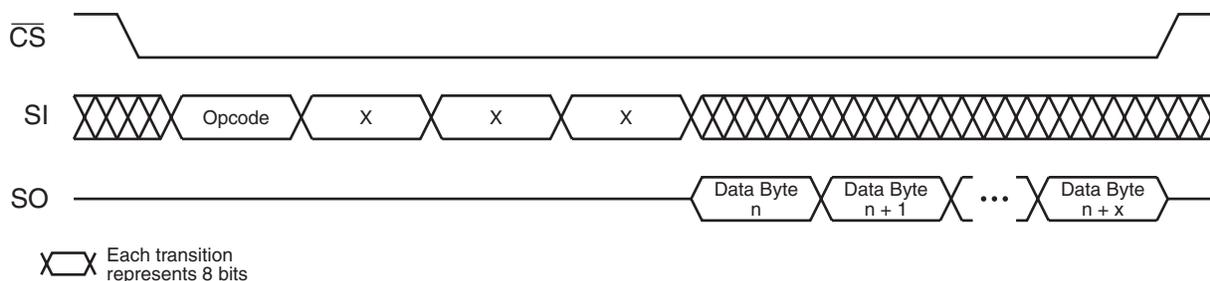 CS
SI
Opcode
X
X
X
SO
Data Byte
n
Data Byte
n + 1
•••
Data Byte
n + x
Each transition
represents 8 bits